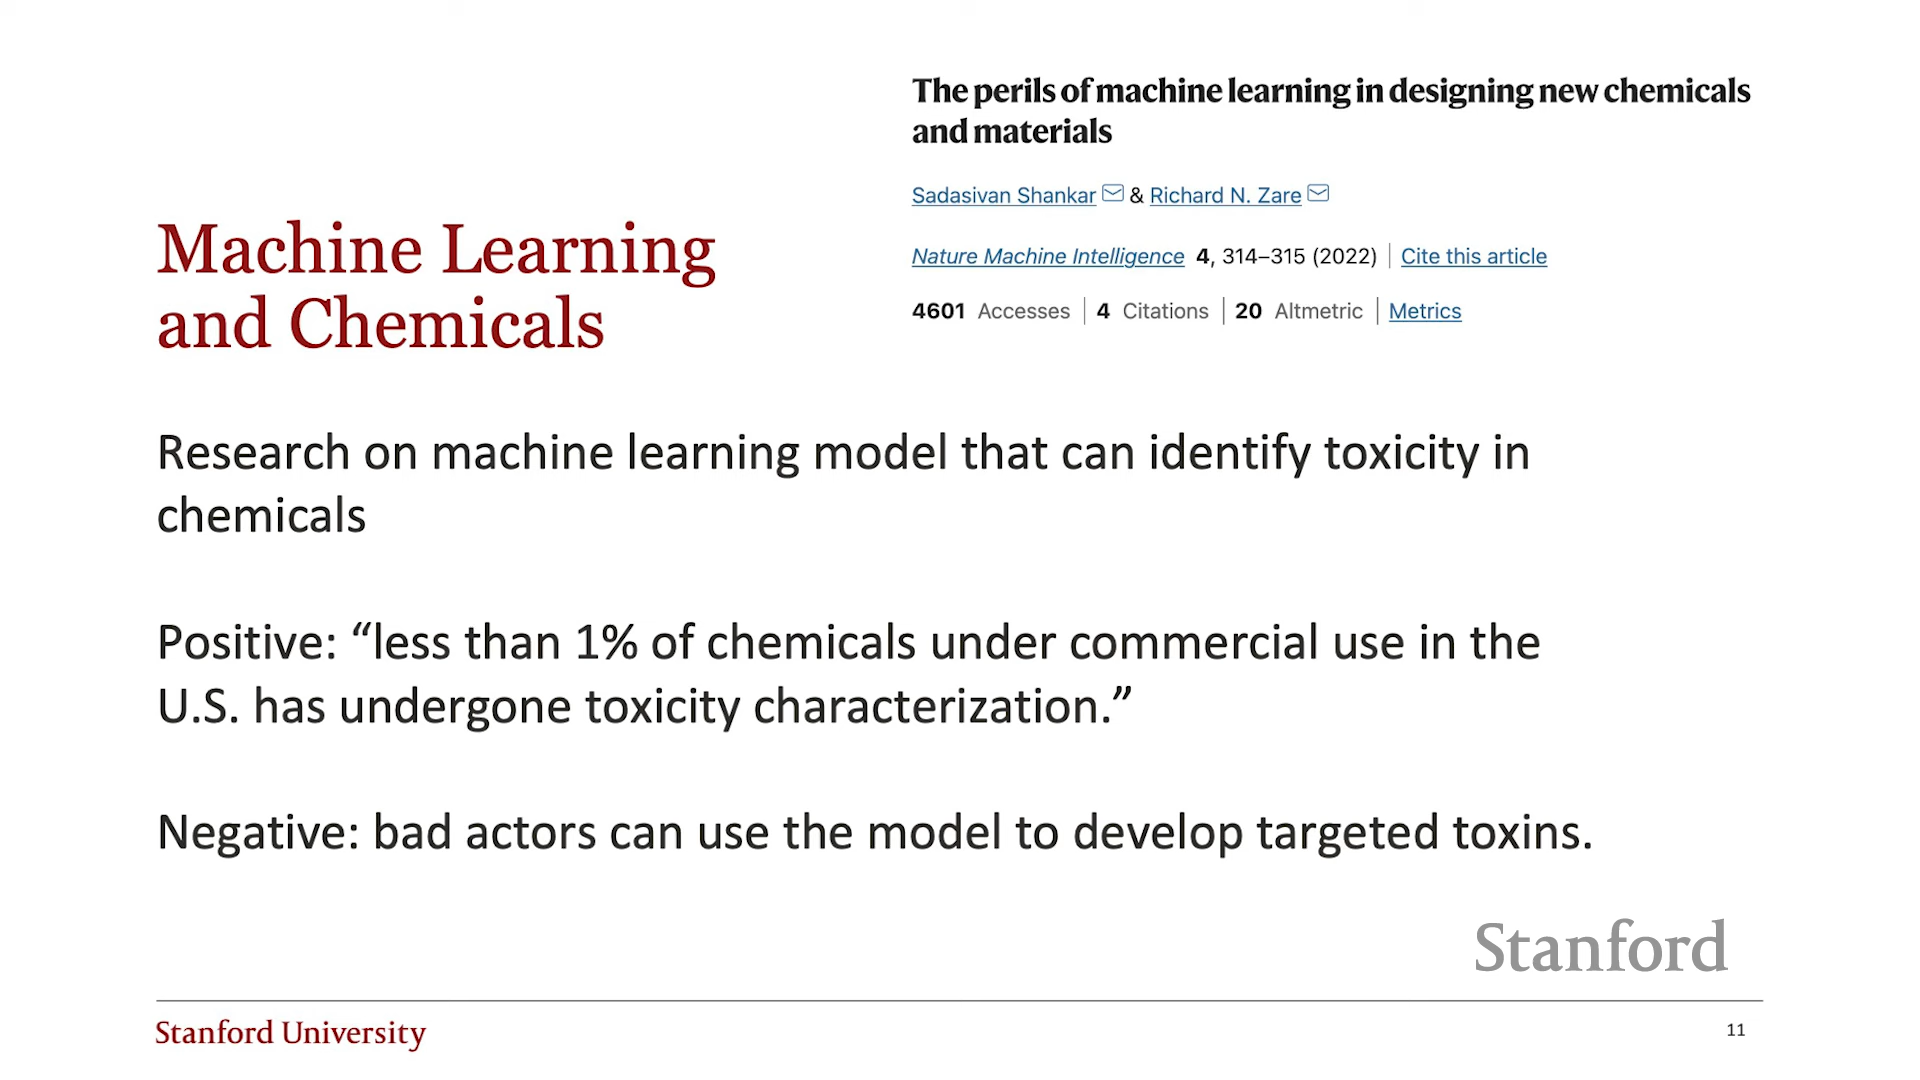 The perils of machine learning in designing new chemicals
and materials
Sadasivan Shankar & Richard N. Zare
Nature Machine Intelligence 4, 314–315 (2022) | Cite this article
4601 Accesses | 4 Citations | 20 Altmetric | Metrics
Machine Learning
and Chemicals
Research on machine learning model that can identify toxicity in
chemicals
Positive: “less than 1% of chemicals under commercial use in the
U.S. has undergone toxicity characterization.”
Negative: bad actors can use the model to develop targeted toxins.
Stanford
Stanford University
11